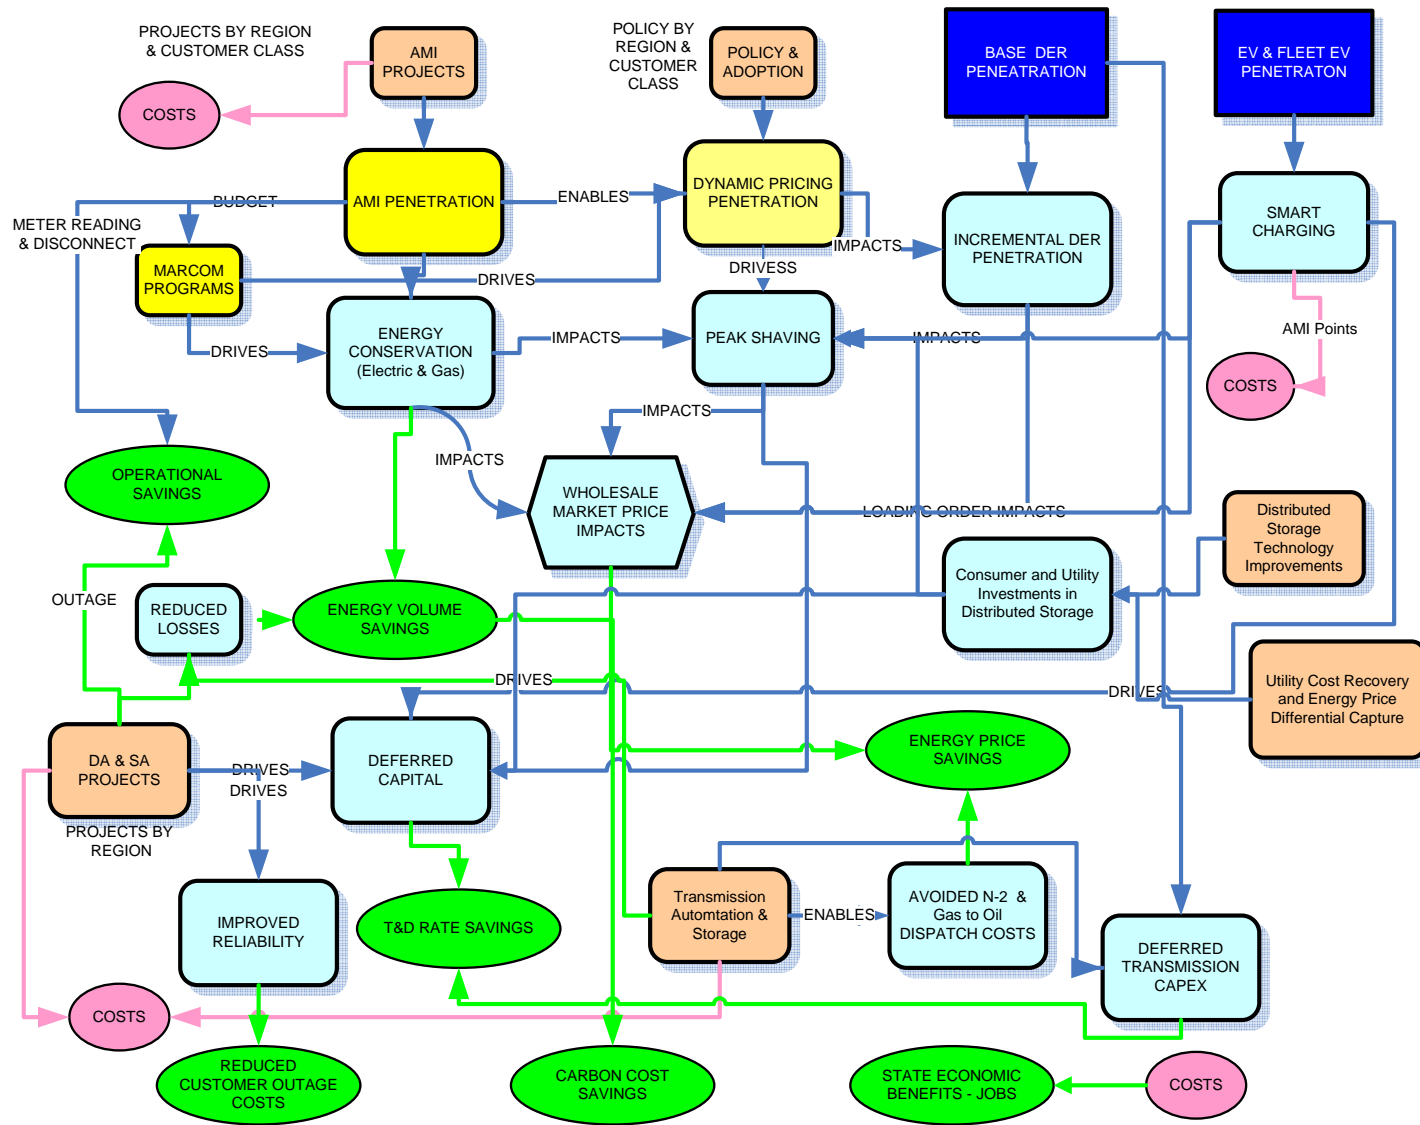 PROJECTS BY REGION
& CUSTOMER CLASS
AMI
PROJECTS
POLICY BY
REGION &
CUSTOMER
CLASS
POLICY &
ADOPTION
BASE DER
PENEATRATION
EV & FLEET EV
PENETRATON
COSTS
AMI PENETRATION
ENABLES
DYNAMIC PRICING
PENETRATION
BUDGET
METER READING
& DISCONNECT
MARCOM
PROGRAMS
DRIVES
DRIVESS
IMPACTS
INCREMENTAL DER
PENETRATION
SMART
CHARGING
AMI Points
COSTS
DRIVES
ENERGY
CONSERVATION
(Electric & Gas)
IMPACTS
PEAK SHAVING
IMPACTS
IMPACTS
IMPACTS
OPERATIONAL
SAVINGS
WHOLESALE
MARKET PRICE
IMPACTS
LOADING ORDER IMPACTS
Distributed
Storage
Technology
Improvements
Consumer and Utility
Investments in
Distributed Storage
OUTAGE
REDUCED
LOSSES
ENERGY VOLUME
SAVINGS
DRIVES
DRIVES
Utility Cost Recovery
and Energy Price
Differential Capture
DA & SA
PROJECTS
PROJECTS BY
REGION
DRIVES
DRIVES
DEFERRED
CAPITAL
ENERGY PRICE
SAVINGS
IMPROVED
RELIABILITY
T&D RATE SAVINGS
Transmission
Automtation &
Storage
ENABLES
AVOIDED N-2 &
Gas to Oil
DISPATCH COSTS
DEFERRED
TRANSMISSION
CAPEX
COSTS
REDUCED
CUSTOMER OUTAGE
COSTS
CARBON COST
SAVINGS
STATE ECONOMIC
BENEFITS - JOBS
COSTS